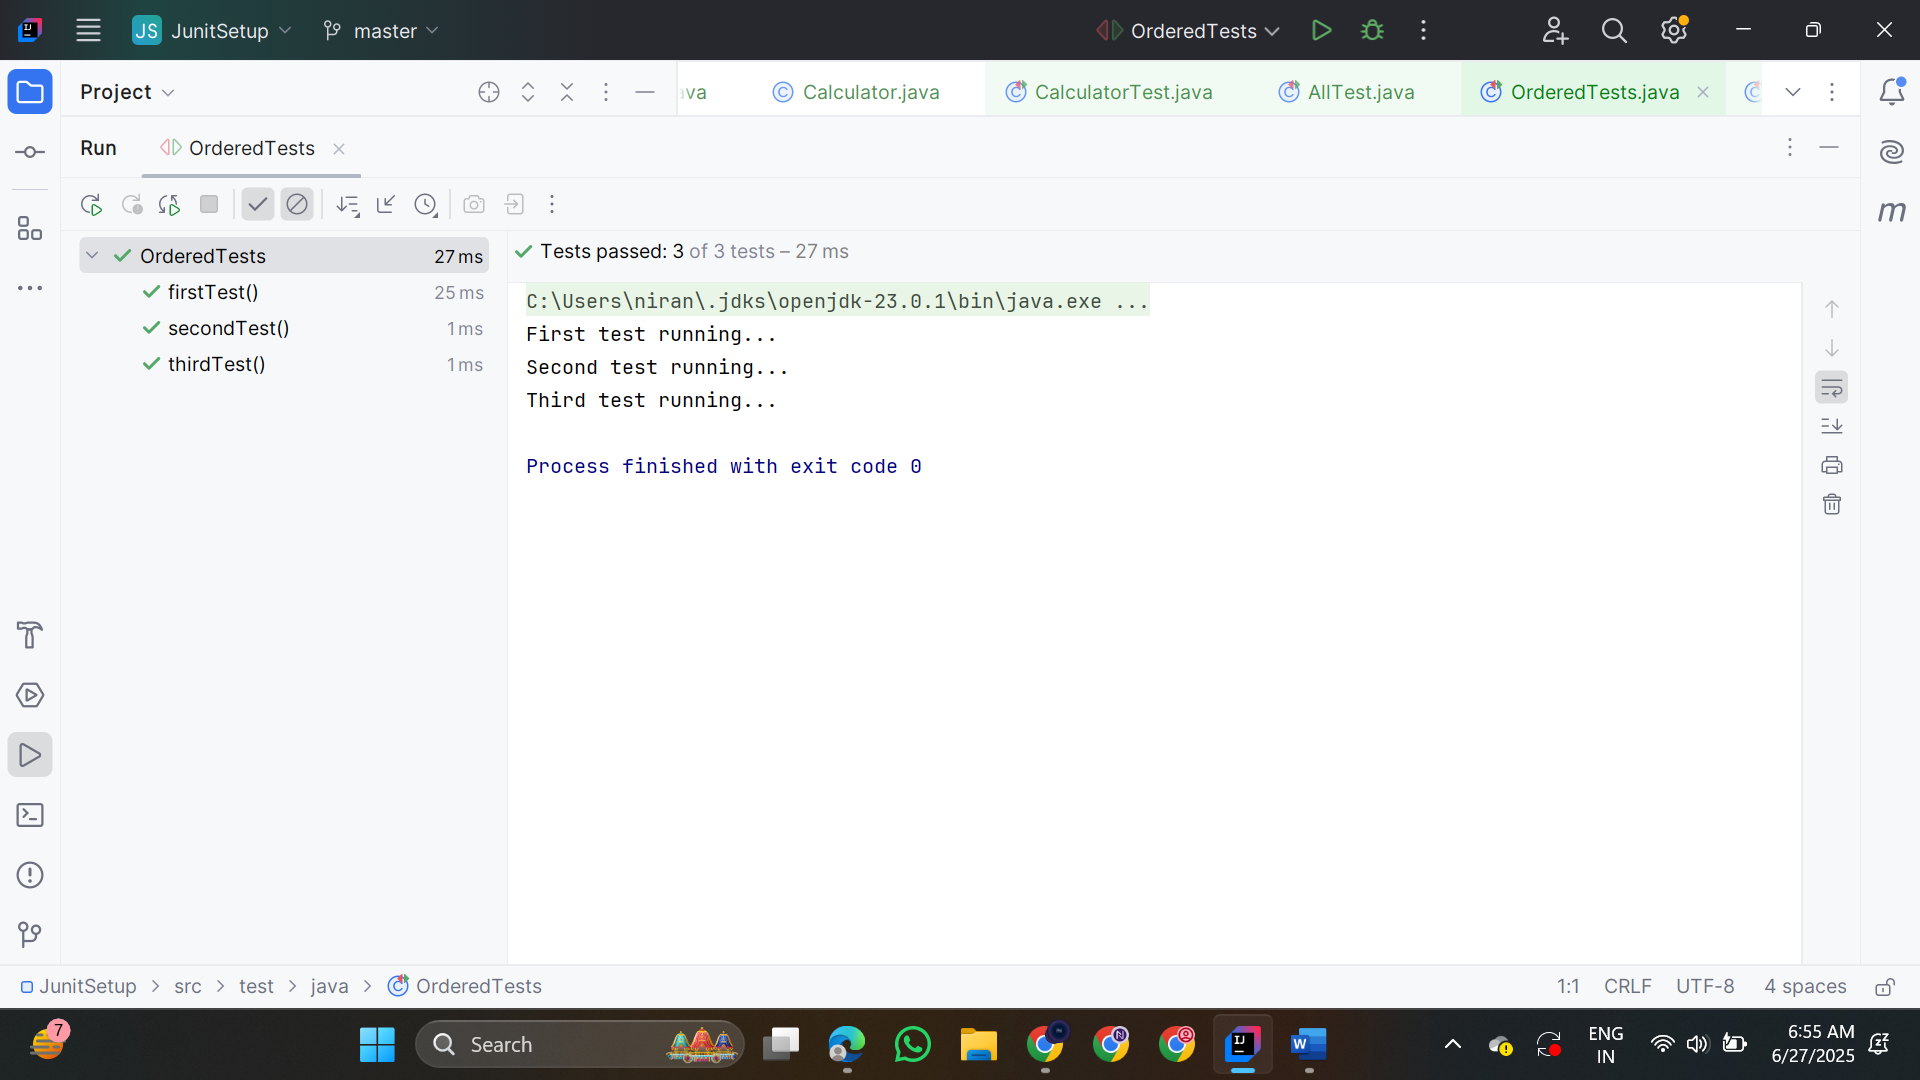 JS JunitSetup master OrderedTests
Project ava Calculator.java CalculatorTest.java AllTest.java OrderedTests.java
Run OrderedTests
OrderedTests 27 ms
firstTest() 25 ms
secondTest() 1 ms
thirdTest() 1 ms
Tests passed: 3 of 3 tests – 27 ms
C:\Users\niran\.jdks\openjdk-23.0.1\bin\java.exe ...
First test running...
Second test running...
Third test running...
Process finished with exit code 0
m
JunitSetup > src > test > java > OrderedTests 1:1 CRLF UTF-8 4 spaces
7 Search ENG 6:55 AM
IN 6/27/2025